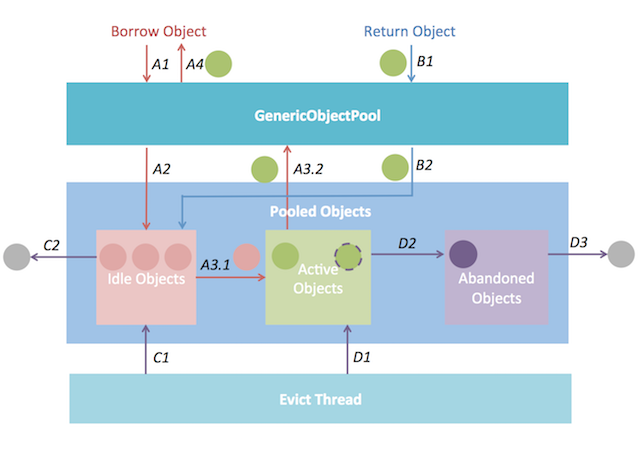 Borrow Object
Return Object
A1
A4
B1
GenericObjectPool
A2
A3.2
B2
Pooled Objects
C2
D2
D3
A3.1
Idle Objects
Active
Objects
Abandoned
Objects
C1
D1
Evict Thread